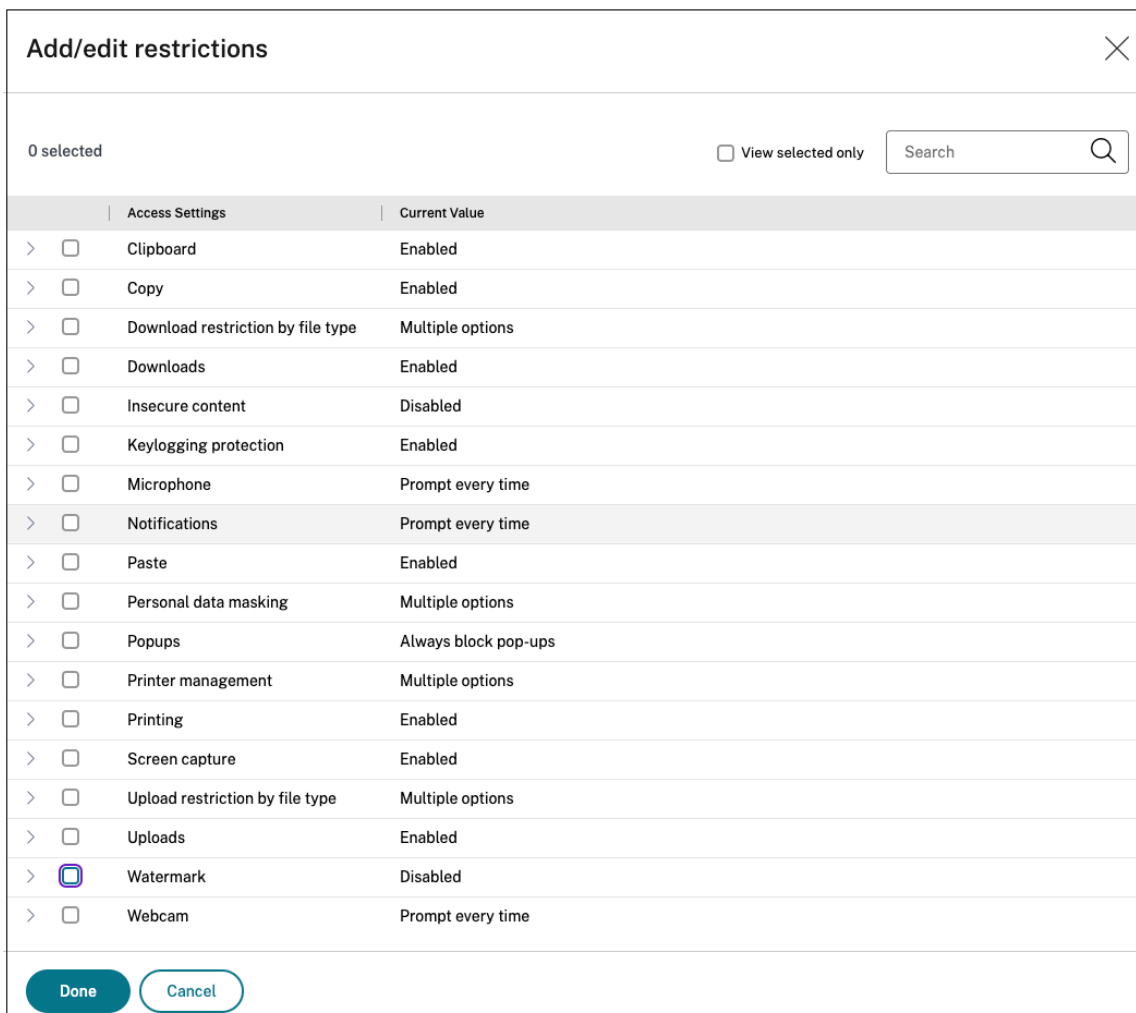 Add/edit restrictions
0 selected View selected only Search
Access Settings Current Value
Clipboard Enabled
Copy Enabled
Download restriction by file type Multiple options
Downloads Enabled
Insecure content Disabled
Keylogging protection Enabled
Microphone Prompt every time
Notifications Prompt every time
Paste Enabled
Personal data masking Multiple options
Popups Always block pop-ups
Printer management Multiple options
Printing Enabled
Screen capture Enabled
Upload restriction by file type Multiple options
Uploads Enabled
Watermark Disabled
Webcam Prompt every time
Done Cancel